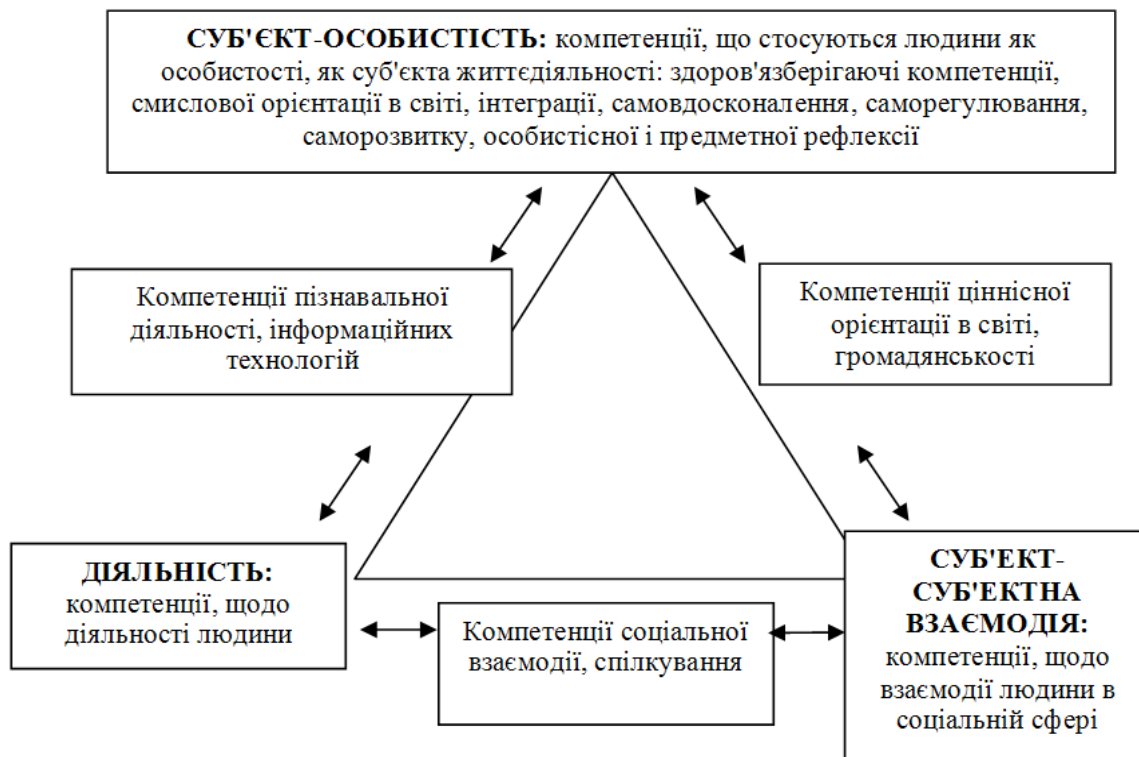 СУБ'ЄКТ-ОСОБИСТІСТЬ: компетенції, що стосуються людини як
особистості, як суб'єкта життєдіяльності: здоров'язберігаючі компетенції,
смислової орієнтації в світі, інтеграції, самовдосконалення, саморегулювання,
саморозвитку, особистісної і предметної рефлексії
Компетенції пізнавальної
діяльності, інформаційних
технологій
Компетенції ціннісної
орієнтації в світі,
громадянськості
ДІЯЛЬНІСТЬ:
компетенції, щодо
діяльності людини
Компетенції соціальної
взаємодії, спілкування
СУБ'ЕКТ-
СУБ'ЕКТНА
ВЗАЄМОДІЯ:
компетенції, щодо
взаємодії людини в
соціальній сфері